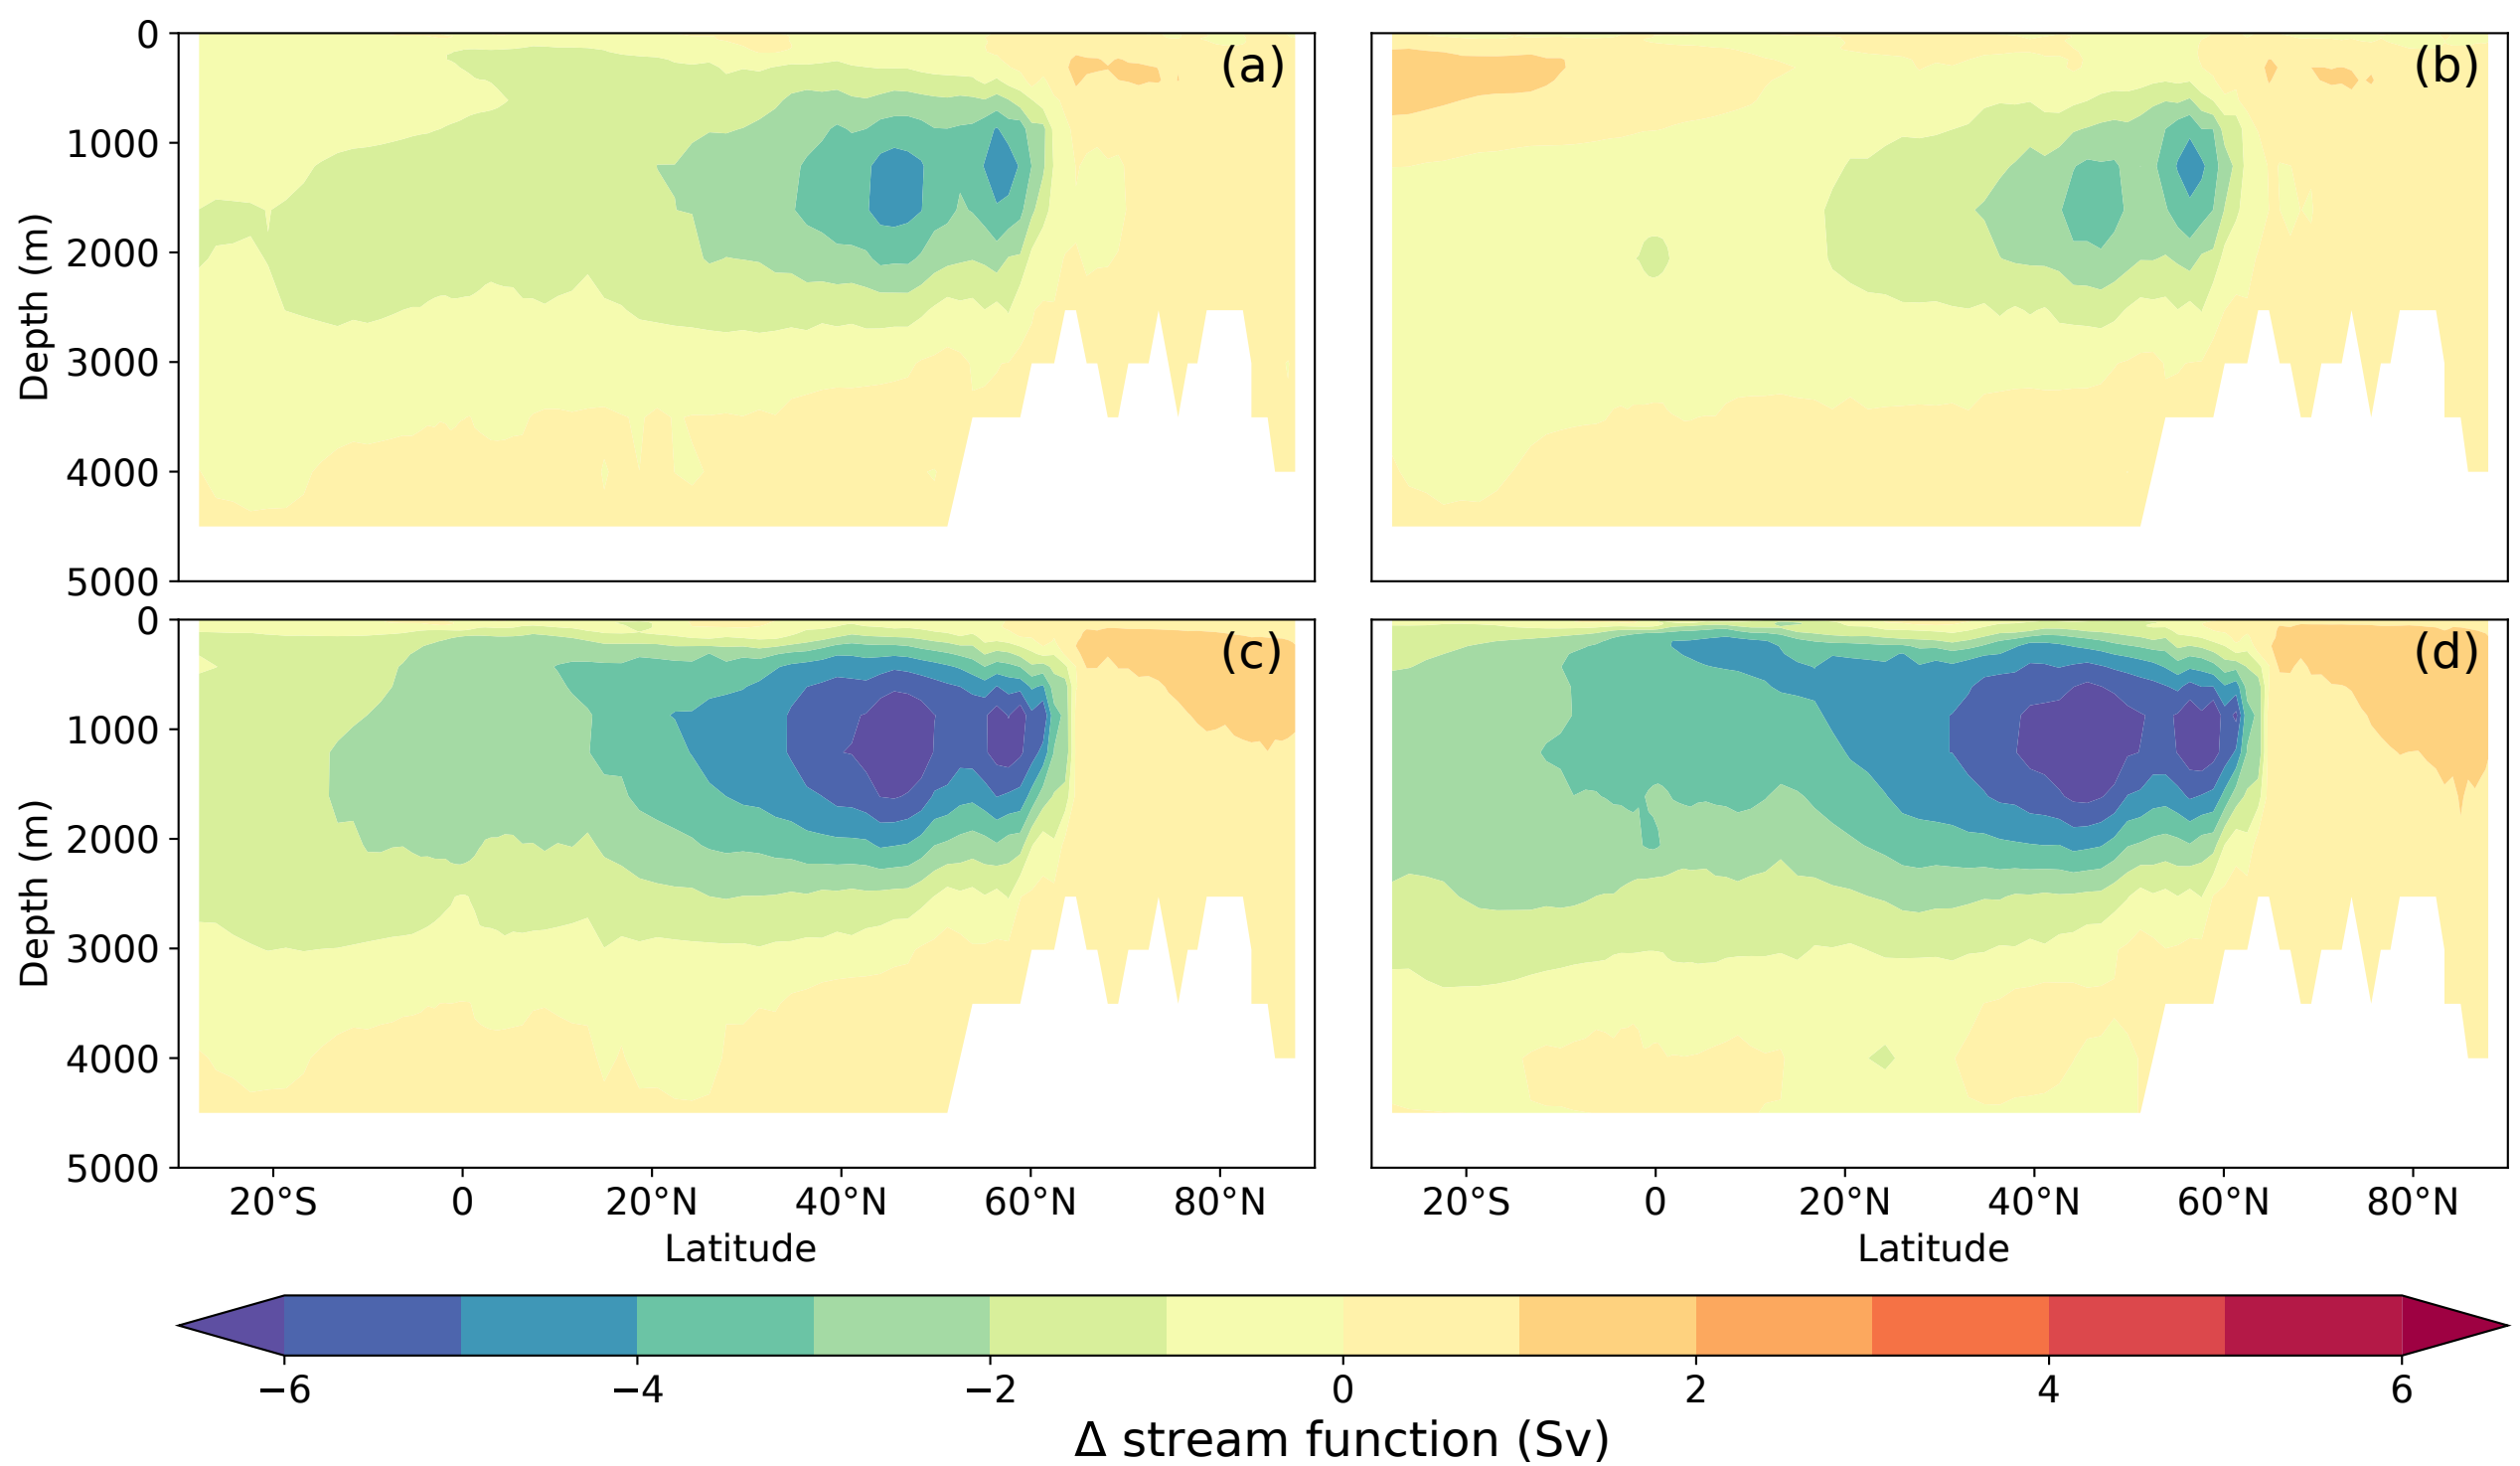 0
1000
2000
3000
4000
5000
Depth (m)
(a)
(b)
0
1000
2000
3000
4000
5000
Depth (m)
(c)
(d)
20°S 0 20°N 40°N 60°N 80°N
Latitude
20°S 0 20°N 40°N 60°N 80°N
Latitude
−6 −4 −2 0 2 4 6
Δ stream function (Sv)